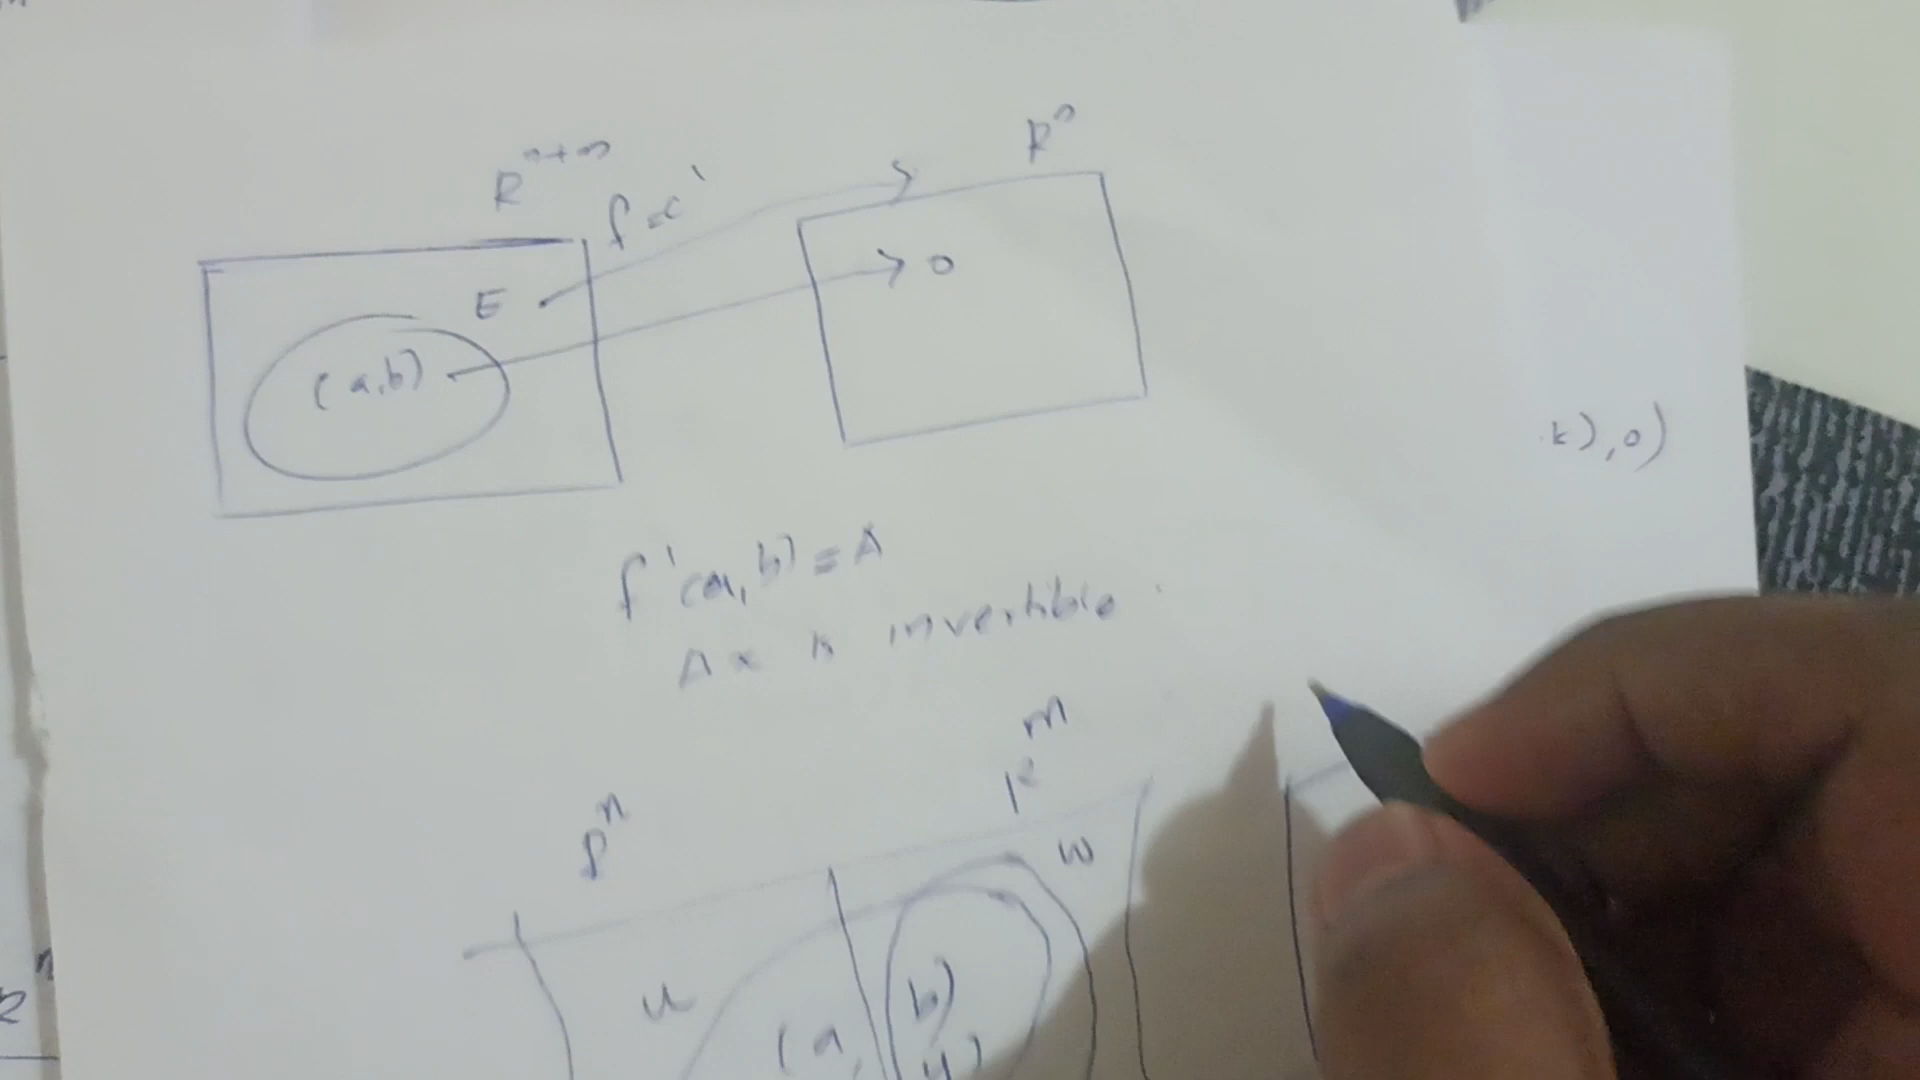 R^n+m
R^n
f = c'
E
(a,b)
0
k),0)
f'(a,b) = A
Ax is invertible
R^m
R^n
W
U
(a, b)
y)
R^n